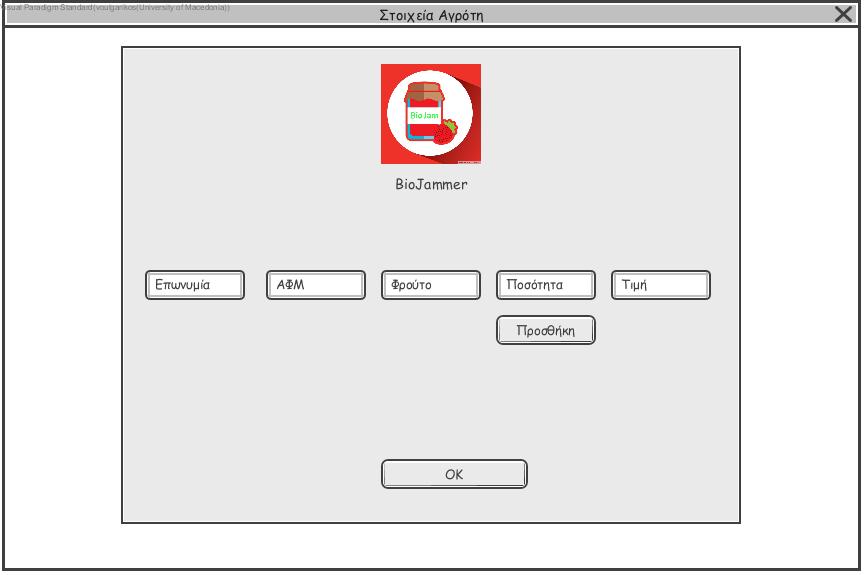 Visual Paradigm Standard(voulgarikos(University of Macedonia))
Στοιχεία Αγρότη
BioJam
BioJammer
Επωνυμία
ΑΦΜ
Φρούτο
Ποσότητα
Τιμή
Προσθήκη
OK